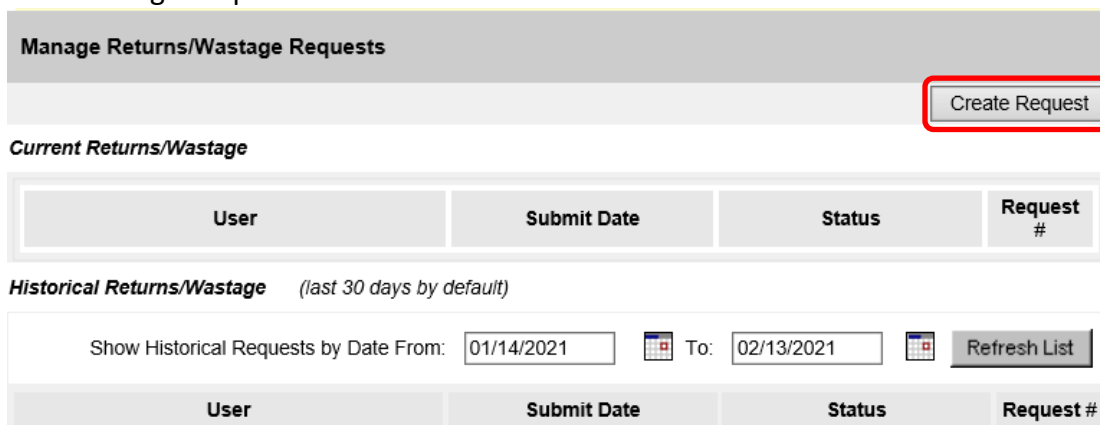 Manage Returns/Wastage Requests
Create Request
Current Returns/Wastage
User Submit Date Status Request #
Historical Returns/Wastage (last 30 days by default)
Show Historical Requests by Date From: 01/14/2021 To: 02/13/2021 Refresh List
User Submit Date Status Request #